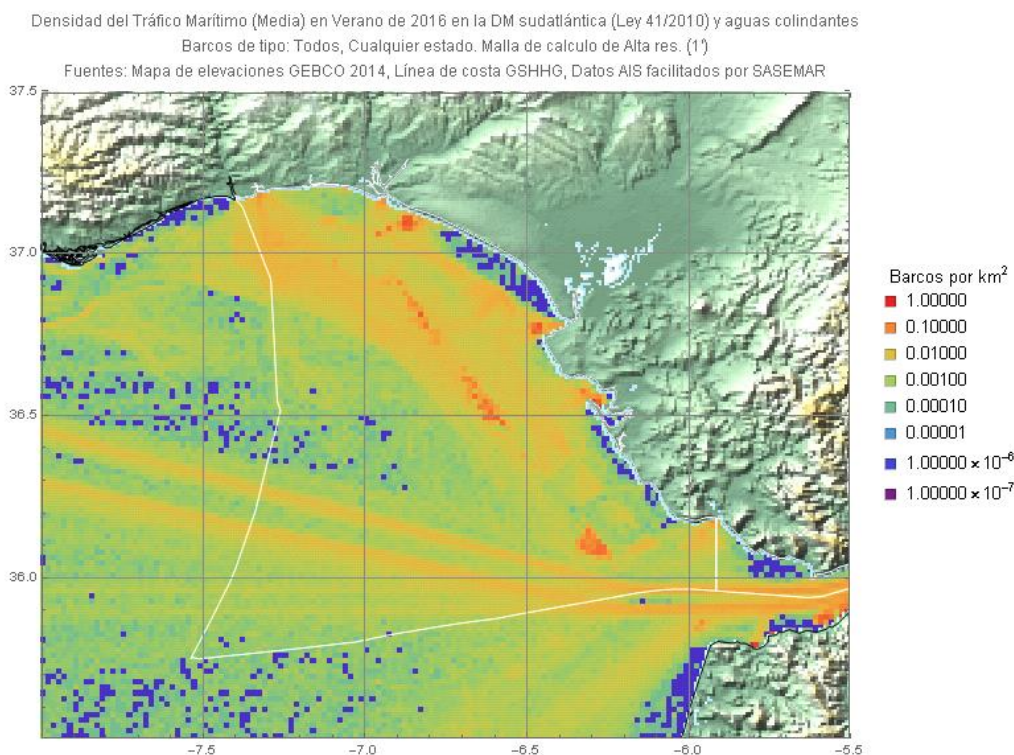 Densidad del Tráfico Marítimo (Media) en Verano de 2016 en la DM sudatlántica (Ley 41/2010) y aguas colindantes
Barcos de tipo: Todos, Cualquier estado. Malla de calculo de Alta res. (1')
Fuentes: Mapa de elevaciones GEBCO 2014, Línea de costa GSHHG, Datos AIS facilitados por SASEMAR
37.5
37.0
36.5
36.0
−7.5
−7.0
−6.5
−6.0
−5.5
Barcos por km²
1.00000
0.10000
0.01000
0.00100
0.00010
0.00001
1.00000 × 10⁻⁶
1.00000 × 10⁻⁷